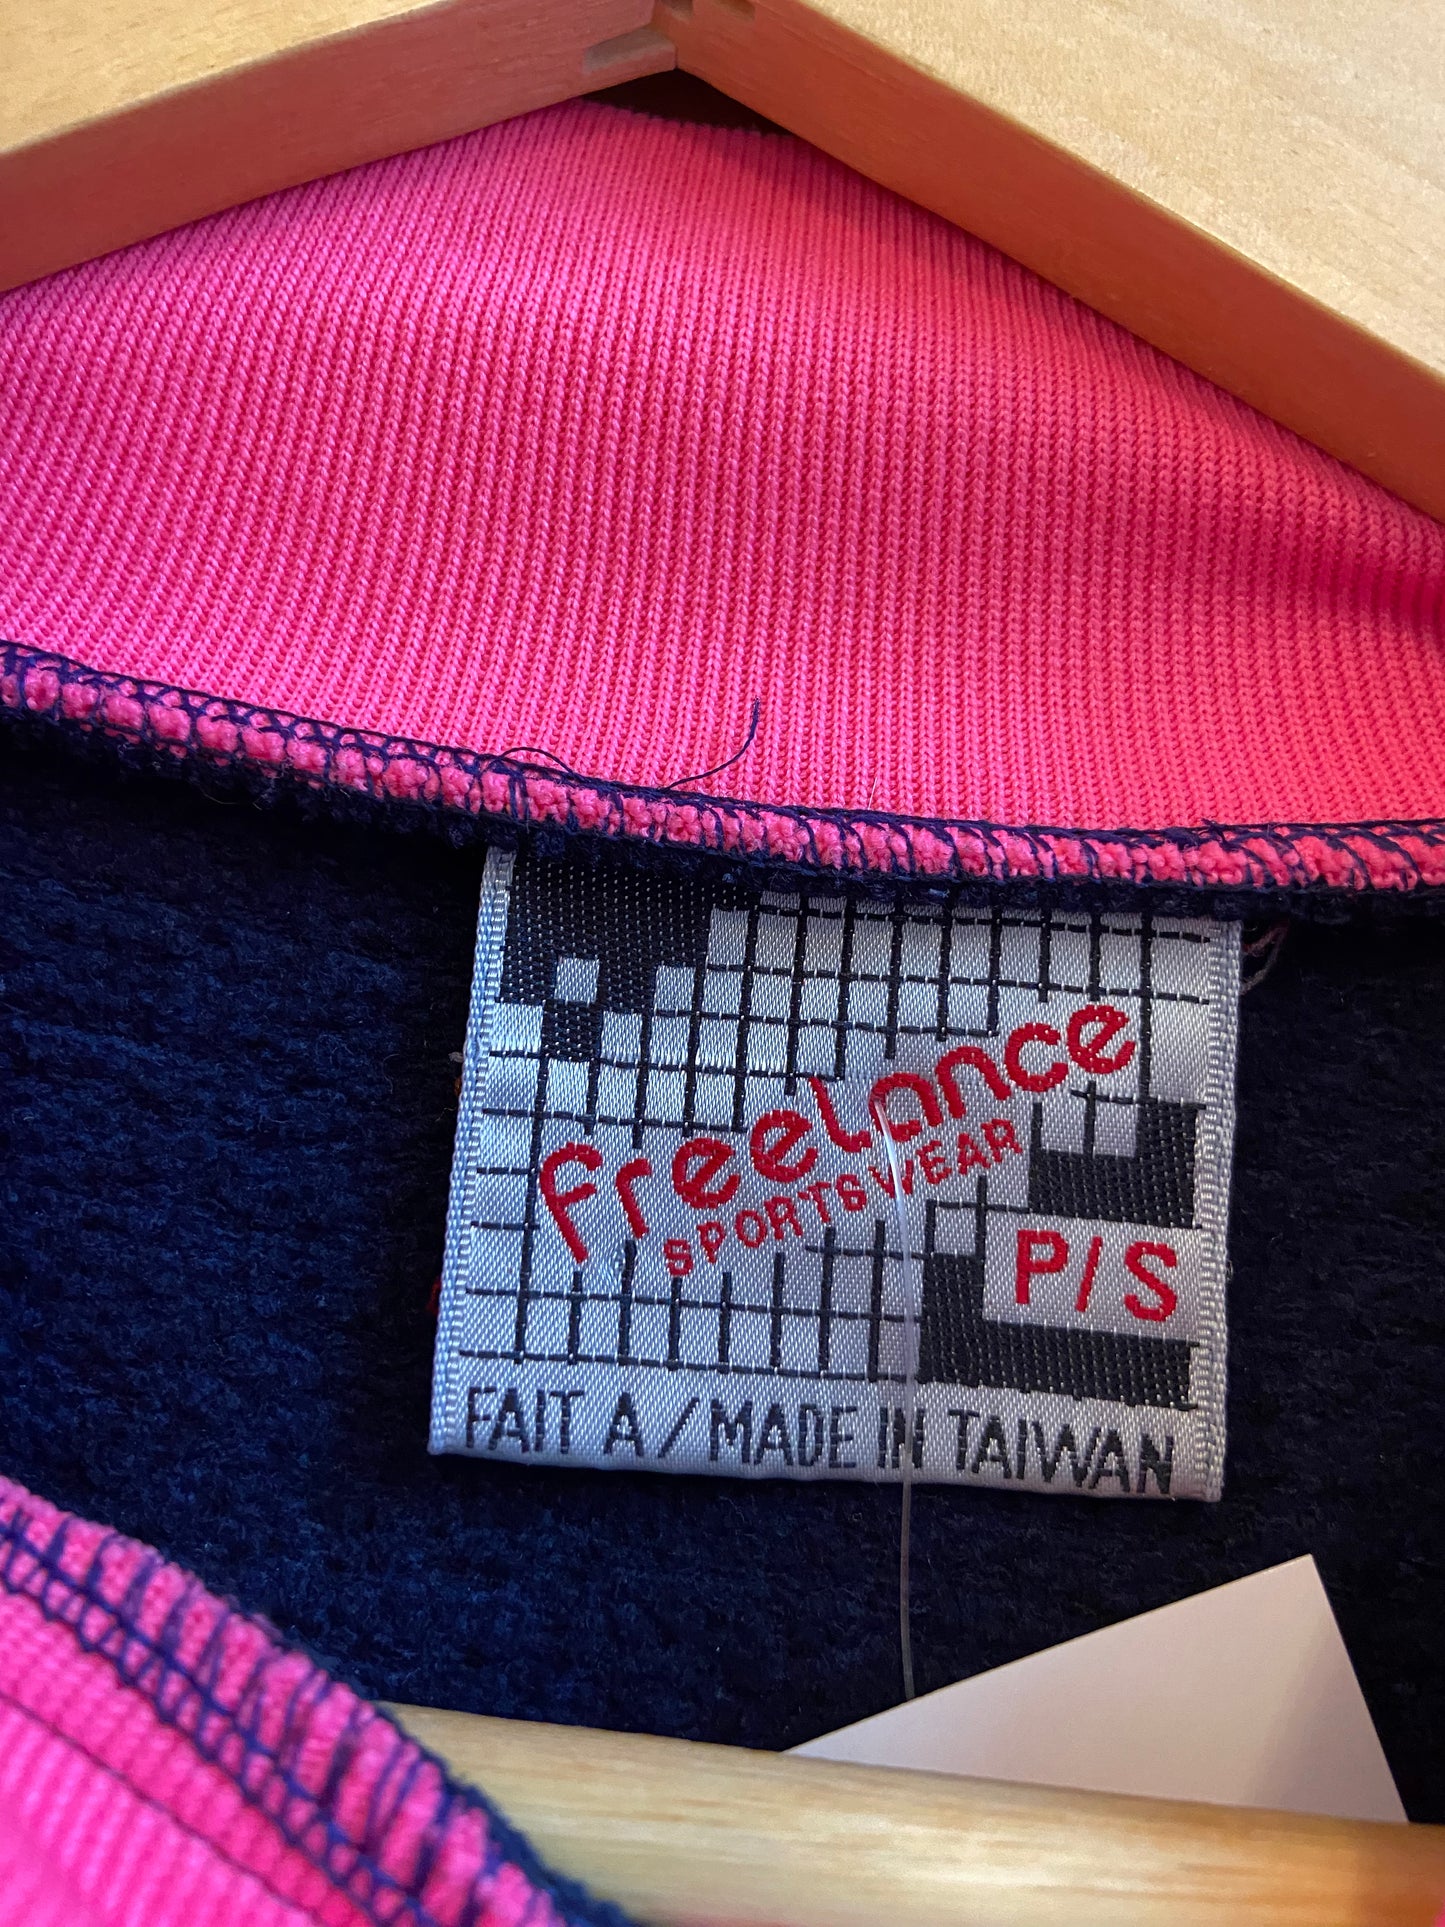 freelance
SPORTSWEAR
P/S
FAIT A/MADE IN TAIWAN